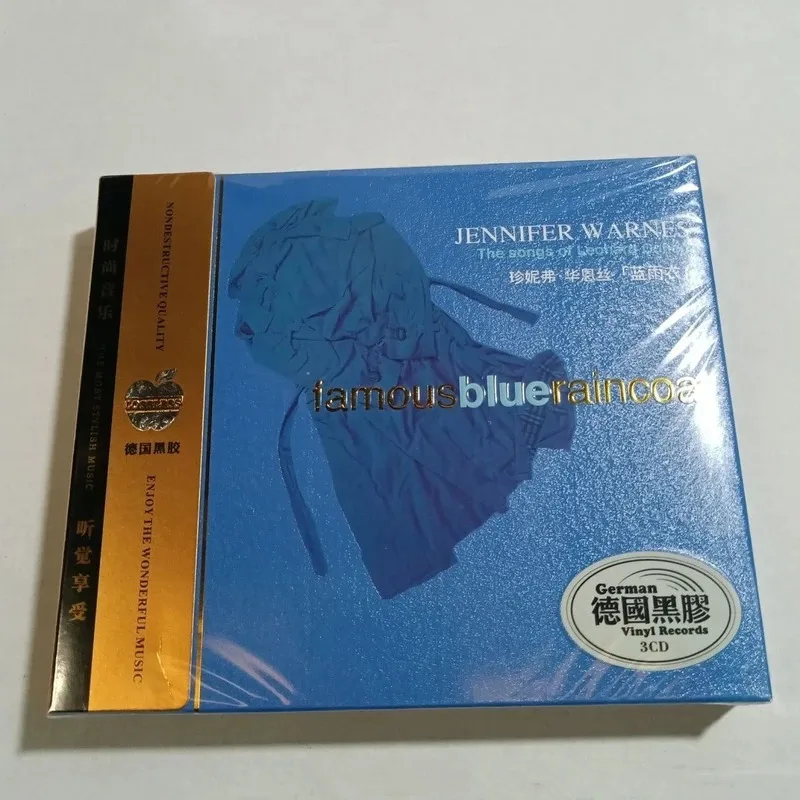 JENNIFER WARNES
The songs of
珍妮弗·华恩丝「蓝雨衣
famousblueraincoa
German
德國黑膠
Vinyl Records
3CD
NONDESTRUCTIVE QUALITY
德国黑胶
ENJOY THE WONDERFUL MUSIC
时尚音乐
THE MOST STYLISH MUSIC
听觉享受